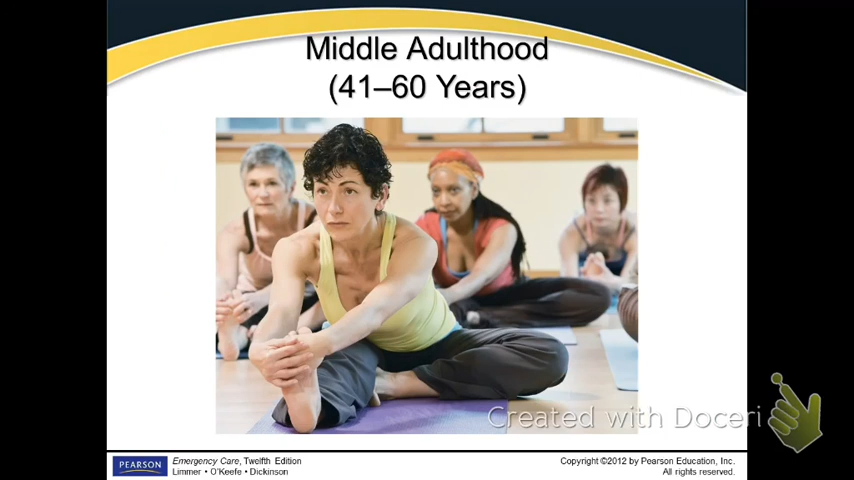 Middle Adulthood
(41–60 Years)
Created with Doceri
PEARSON
Emergency Care, Twelfth Edition
Limmer • O'Keefe • Dickinson
Copyright ©2012 by Pearson Education, Inc.
All rights reserved.